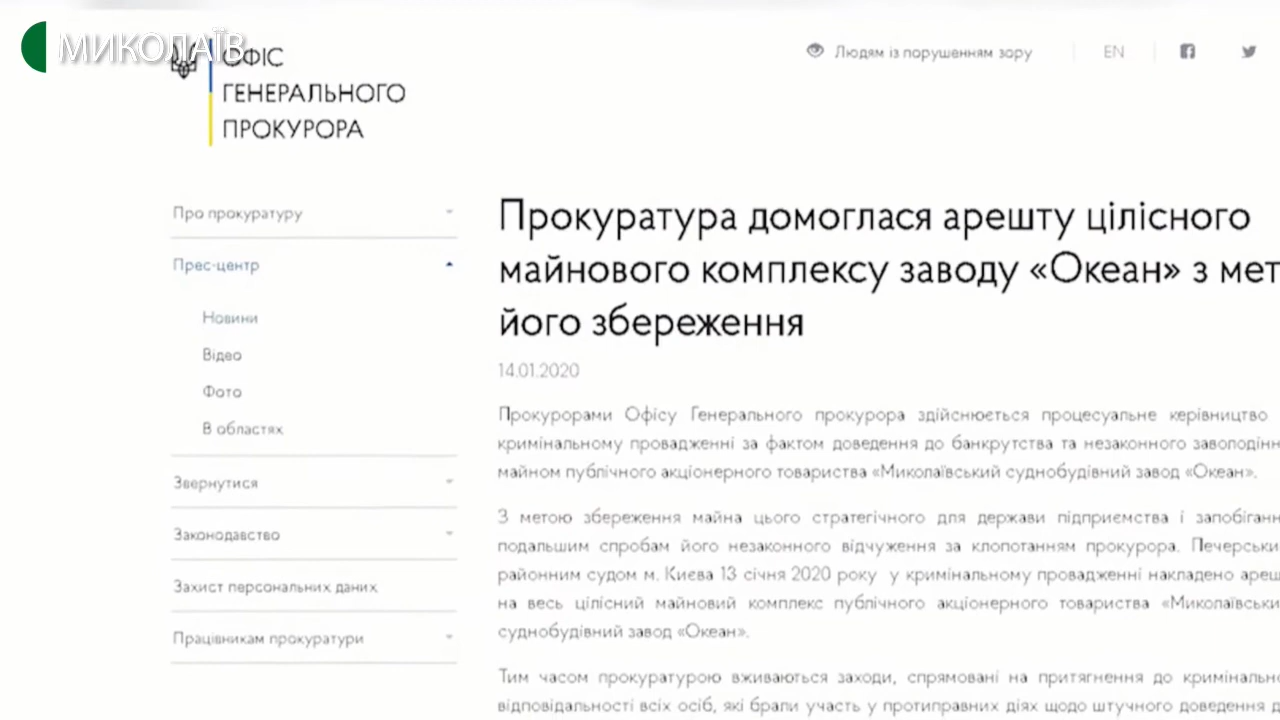 МИКОЛАЇВ
ОФІС
ГЕНЕРАЛЬНОГО
ПРОКУРОРА
Людям із порушенням зору
EN
Про прокуратуру
Прес-центр
Новини
Відео
Фото
В областях
Звернутися
Законодавство
Захист персональних даних
Працівникам прокуратури
Прокуратура домоглася арешту цілісного
майнового комплексу заводу «Океан» з мет
його збереження
14.01.2020
Прокурорами Офісу Генерального прокурора здійснюється процесуальне керівництво
кримінальному провадженні за фактом доведення до банкрутства та незаконного заволодінн
майном публічного акціонерного товариства «Миколаївський суднобудівний завод «Океан».
З метою збереження майна цього стратегічного для держави підприємства і запобіганн
подальшим спробам його незаконного відчуження за клопотанням прокурора. Печерськи
районним судом м. Києва 13 січня 2020 року у кримінальному провадженні накладено ареш
на весь цілісний майновий комплекс публічного акціонерного товариства «Миколаївськи
суднобудівний завод «Океан».
Тим часом прокуратурою вживаються заходи, спрямовані на притягнення до кримінально
відповідальності всіх осіб, які брали участь у протиправних діях щодо штучного доведення д